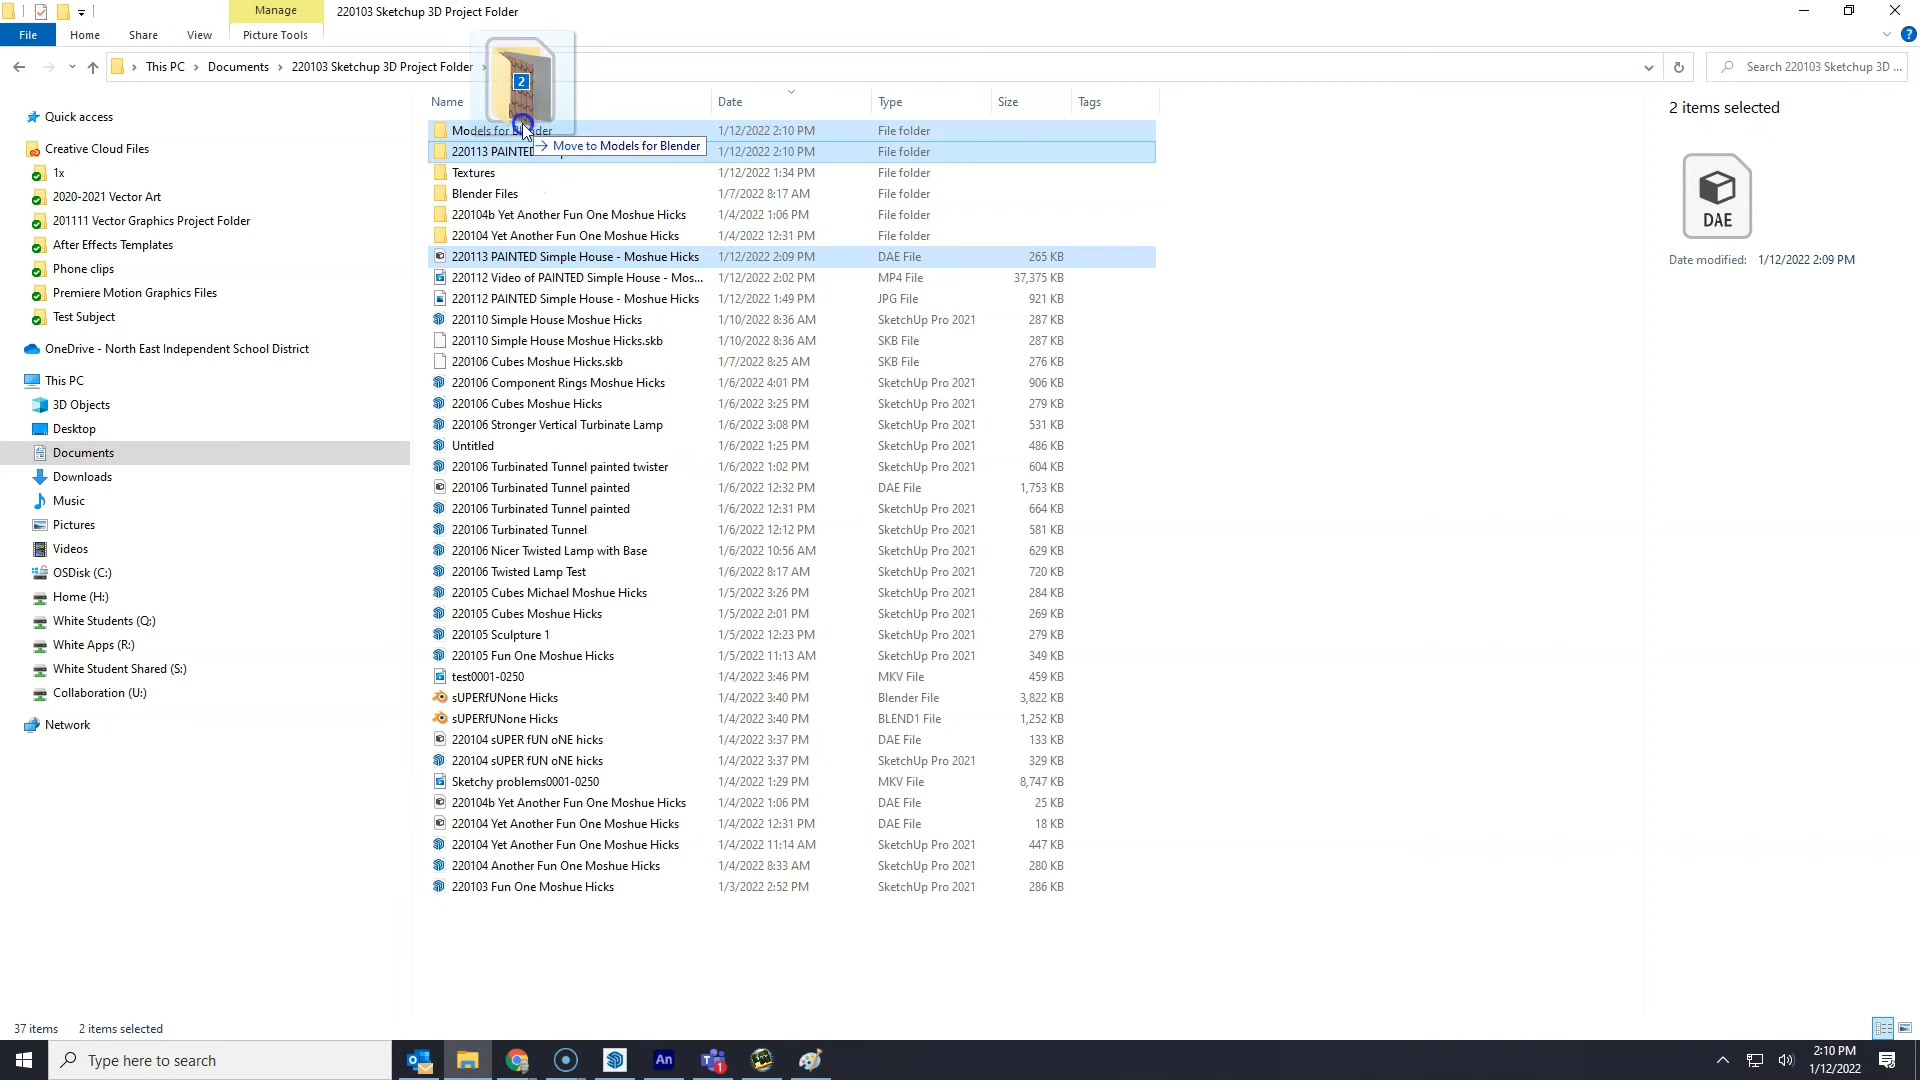 Manage
220103 Sketchup 3D Project Folder
File
Home
Share
View
Picture Tools
This PC
Documents
220103 Sketchup 3D Project Folder
Search 220103 Sketchup 3D ...
2
Name
Date
Type
Size
Tags
2 items selected
DAE
Date modified: 1/12/2022 2:09 PM
Quick access
Creative Cloud Files
1x
2020-2021 Vector Art
201111 Vector Graphics Project Folder
After Effects Templates
Phone clips
Premiere Motion Graphics Files
Test Subject
OneDrive - North East Independent School District
This PC
3D Objects
Desktop
Documents
Downloads
Music
Pictures
Videos
OSDisk (C:)
Home (H:)
White Students (Q:)
White Apps (R:)
White Student Shared (S:)
Collaboration (U:)
Network
Models for Blender 1/12/2022 2:10 PM File folder
Move to Models for Blender
220113 PAINTED 1/12/2022 2:10 PM File folder
Textures 1/12/2022 1:34 PM File folder
Blender Files 1/7/2022 8:17 AM File folder
220104b Yet Another Fun One Moshue Hicks 1/4/2022 1:06 PM File folder
220104 Yet Another Fun One Moshue Hicks 1/4/2022 12:31 PM File folder
220113 PAINTED Simple House - Moshue Hicks 1/12/2022 2:09 PM DAE File 265 KB
220112 Video of PAINTED Simple House - Mos... 1/12/2022 2:02 PM MP4 File 37,375 KB
220112 PAINTED Simple House - Moshue Hicks 1/12/2022 1:49 PM JPG File 921 KB
220110 Simple House Moshue Hicks 1/10/2022 8:36 AM SketchUp Pro 2021 287 KB
220110 Simple House Moshue Hicks.skb 1/10/2022 8:36 AM SKB File 287 KB
220106 Cubes Moshue Hicks.skb 1/7/2022 8:25 AM SKB File 276 KB
220106 Component Rings Moshue Hicks 1/6/2022 4:01 PM SketchUp Pro 2021 906 KB
220106 Cubes Moshue Hicks 1/6/2022 3:25 PM SketchUp Pro 2021 279 KB
220106 Stronger Vertical Turbinate Lamp 1/6/2022 3:08 PM SketchUp Pro 2021 531 KB
Untitled 1/6/2022 1:25 PM SketchUp Pro 2021 486 KB
220106 Turbinated Tunnel painted twister 1/6/2022 1:02 PM SketchUp Pro 2021 604 KB
220106 Turbinated Tunnel painted 1/6/2022 12:32 PM DAE File 1,753 KB
220106 Turbinated Tunnel painted 1/6/2022 12:31 PM SketchUp Pro 2021 664 KB
220106 Turbinated Tunnel 1/6/2022 12:12 PM SketchUp Pro 2021 581 KB
220106 Nicer Twisted Lamp with Base 1/6/2022 10:56 AM SketchUp Pro 2021 629 KB
220106 Twisted Lamp Test 1/6/2022 8:17 AM SketchUp Pro 2021 720 KB
220105 Cubes Michael Moshue Hicks 1/5/2022 3:26 PM SketchUp Pro 2021 284 KB
220105 Cubes Moshue Hicks 1/5/2022 2:01 PM SketchUp Pro 2021 269 KB
220105 Sculpture 1 1/5/2022 12:23 PM SketchUp Pro 2021 279 KB
220105 Fun One Moshue Hicks 1/5/2022 11:13 AM SketchUp Pro 2021 349 KB
test0001-0250 1/4/2022 3:46 PM MKV File 459 KB
sUPERfUNone Hicks 1/4/2022 3:40 PM Blender File 3,822 KB
sUPERfUNone Hicks 1/4/2022 3:40 PM BLEND1 File 1,252 KB
220104 sUPER fUN oNE hicks 1/4/2022 3:37 PM DAE File 133 KB
220104 sUPER fUN oNE hicks 1/4/2022 3:37 PM SketchUp Pro 2021 329 KB
Sketchy problems0001-0250 1/4/2022 1:29 PM MKV File 8,747 KB
220104b Yet Another Fun One Moshue Hicks 1/4/2022 1:06 PM DAE File 25 KB
220104 Yet Another Fun One Moshue Hicks 1/4/2022 12:31 PM DAE File 18 KB
220104 Yet Another Fun One Moshue Hicks 1/4/2022 11:14 AM SketchUp Pro 2021 447 KB
220104 Another Fun One Moshue Hicks 1/4/2022 8:33 AM SketchUp Pro 2021 280 KB
220103 Fun One Moshue Hicks 1/3/2022 2:52 PM SketchUp Pro 2021 286 KB
37 items 2 items selected
Type here to search
An
1
2:10 PM
1/12/2022